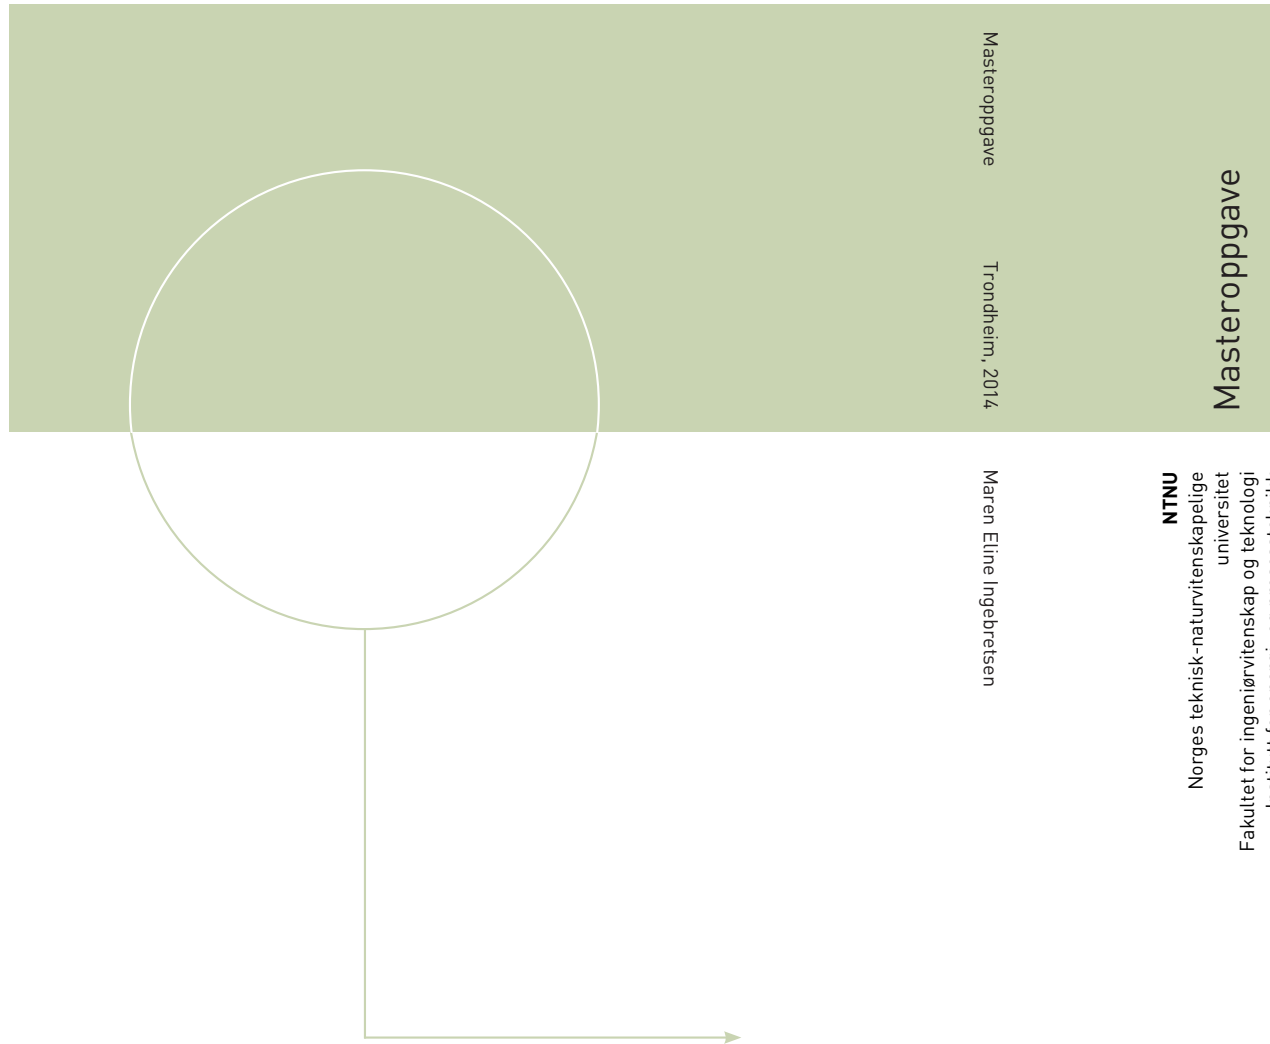 Masteroppgave
Trondheim, 2014
Maren Eline Ingebretsen
Masteroppgave
NTNU
Norges teknisk-naturvitenskapelige
universitet
Fakultet for ingeniørvitenskap og teknologi